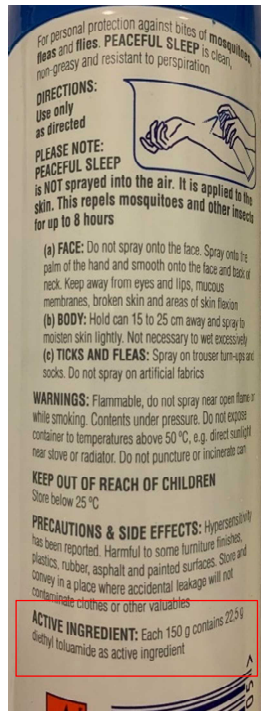 For personal protection against bites of mosquitoes,
fleas and flies. PEACEFUL SLEEP is clean,
non-greasy and resistant to perspiration
DIRECTIONS:
Use only
as directed
PLEASE NOTE:
PEACEFUL SLEEP
is NOT sprayed into the air. It is applied to the
skin. This repels mosquitoes and other insects
for up to 8 hours
(a) FACE: Do not spray onto the face. Spray onto the
palm of the hand and smooth onto the face and back of
neck. Keep away from eyes and lips, mucous
membranes, broken skin and areas of skin flexion
(b) BODY: Hold can 15 to 25 cm away and spray to
moisten skin lightly. Not necessary to wet excessively
(c) TICKS AND FLEAS: Spray on trouser turn-ups and
socks. Do not spray on artificial fabrics
WARNINGS: Flammable, do not spray near open flame or
while smoking. Contents under pressure. Do not expose
container to temperatures above 50 °C, e.g. direct sunlight
near stove or radiator. Do not puncture or incinerate can
KEEP OUT OF REACH OF CHILDREN
Store below 25 °C
PRECAUTIONS & SIDE EFFECTS: Hypersensitivity
has been reported. Harmful to some furniture finishes,
plastics, rubber, asphalt and painted surfaces. Store and
convey in a place where accidental leakage will not
contaminate clothes or other valuables
ACTIVE INGREDIENT: Each 150 g contains 22,5 g
diethyl toluamide as active ingredient